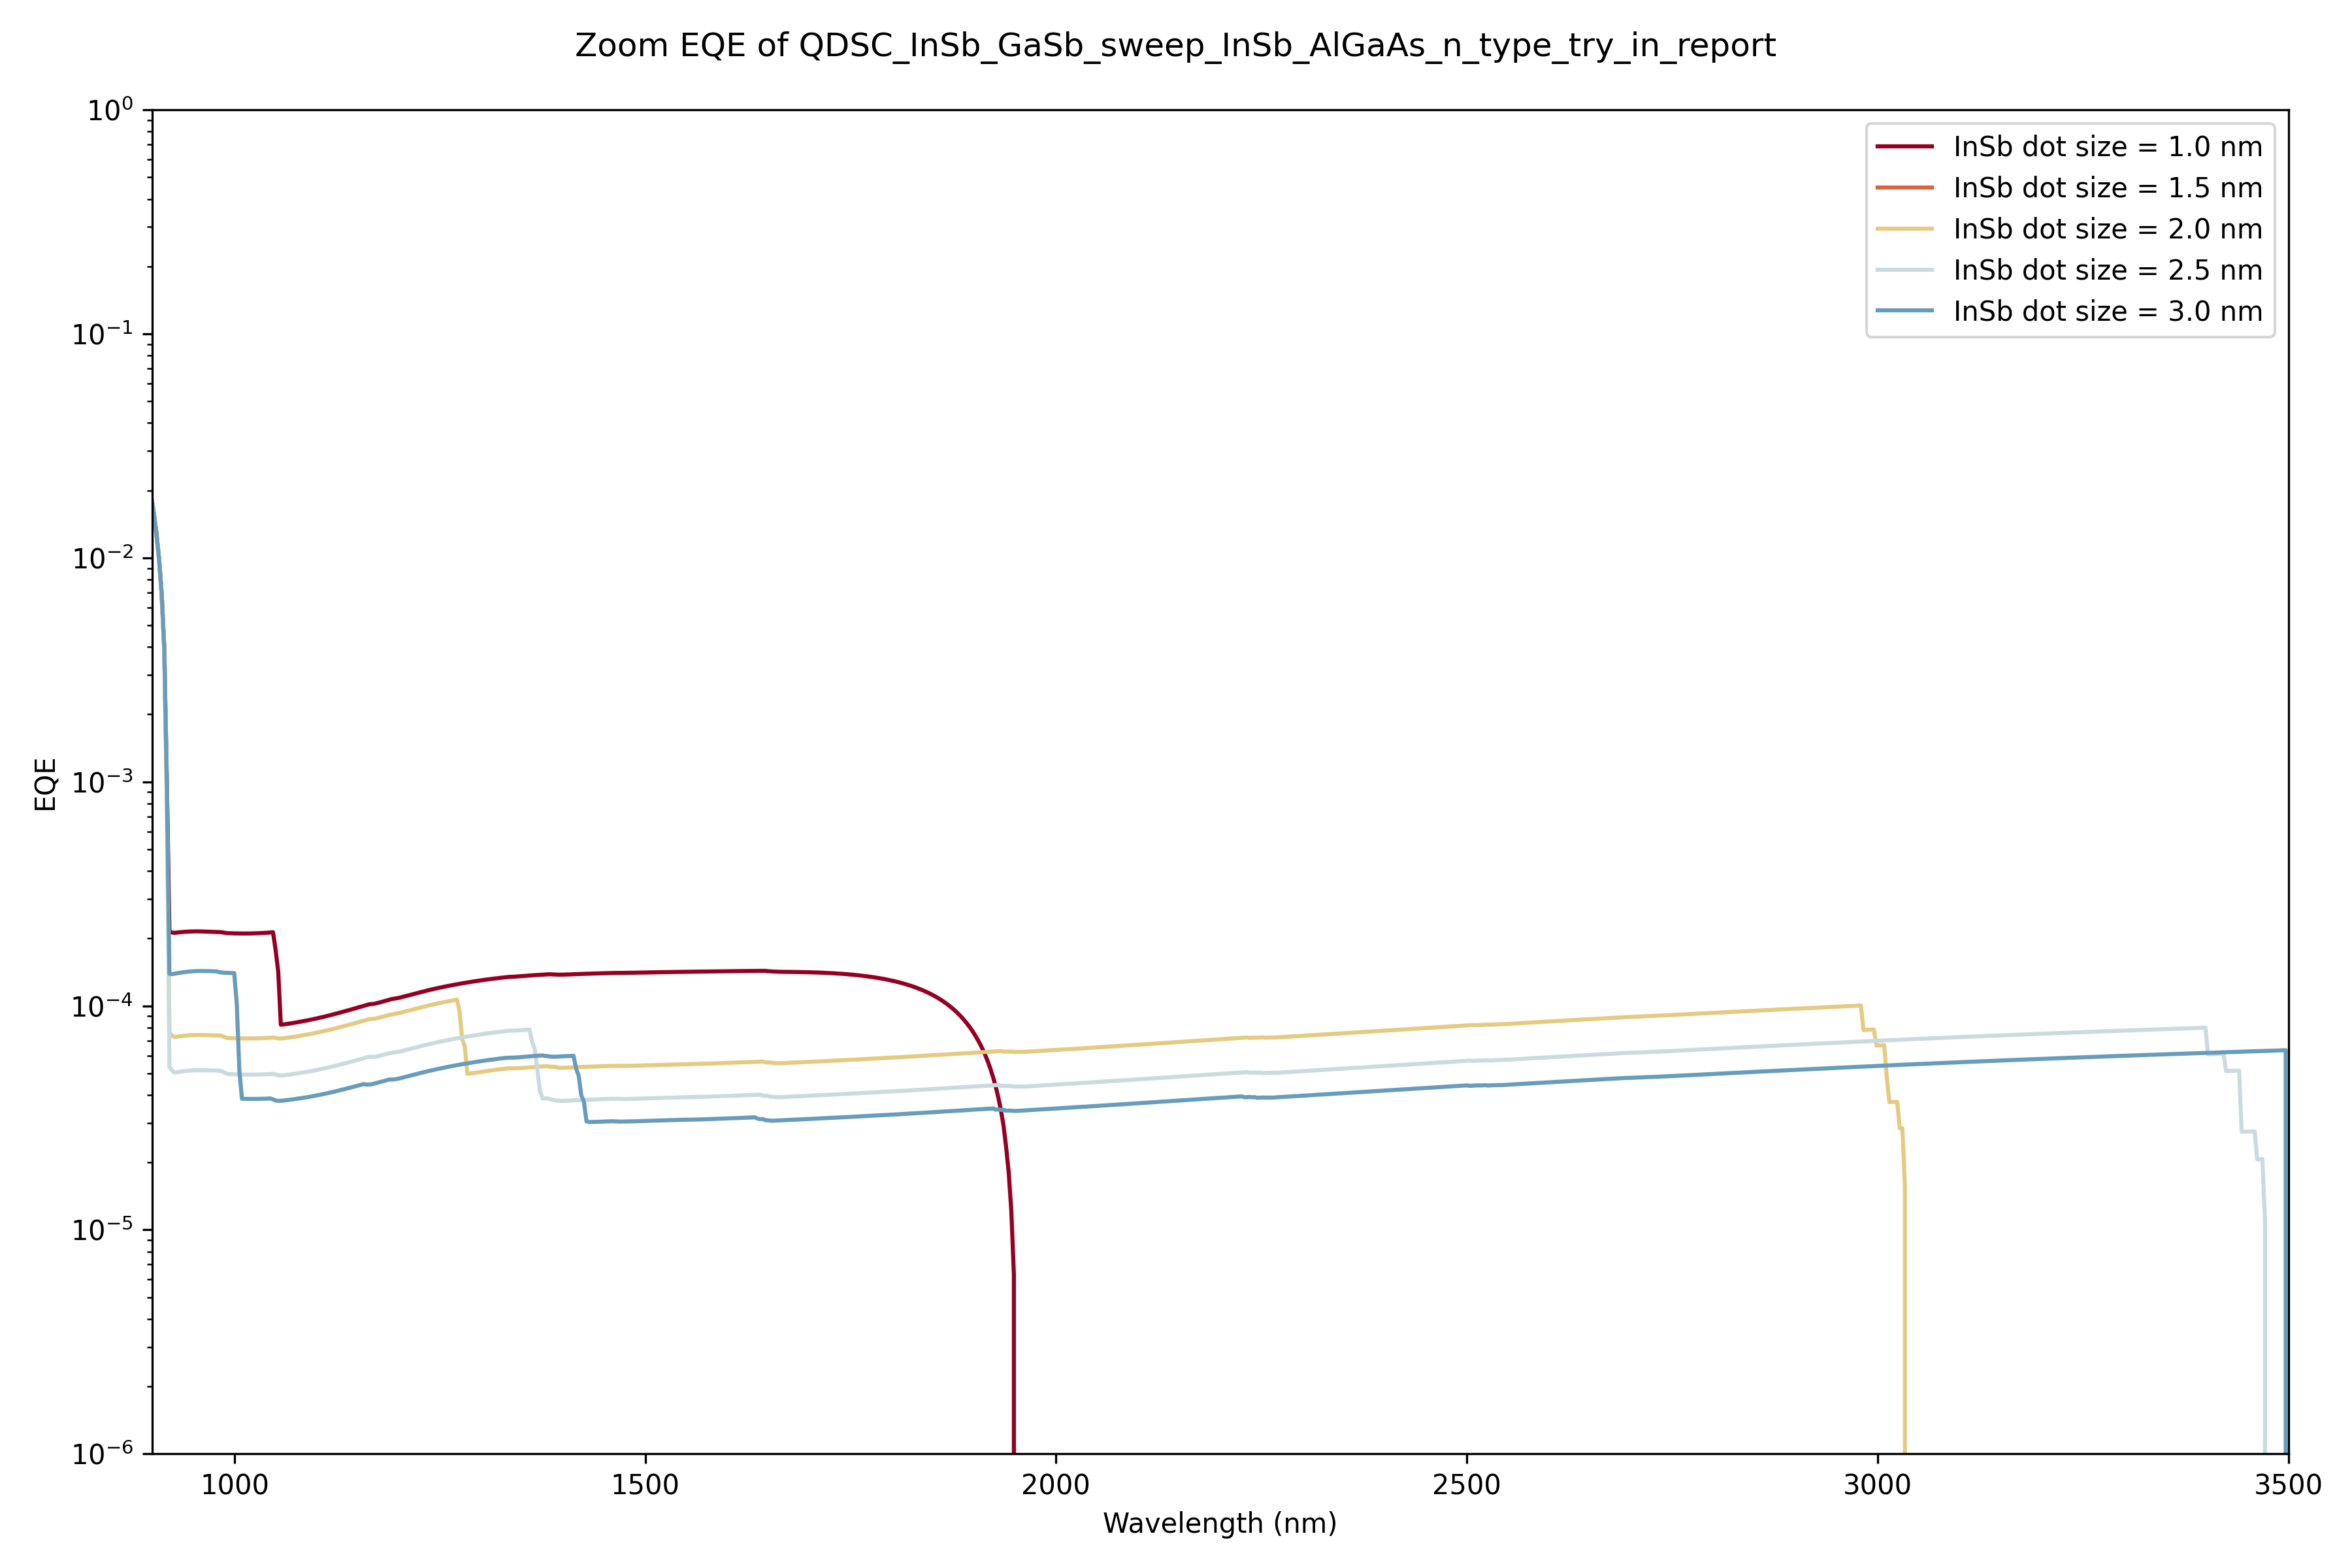 Zoom EQE of QDSC_InSb_GaSb_sweep_InSb_AlGaAs_n_type_try_in_report
10⁰
10⁻¹
10⁻²
10⁻³
10⁻⁴
10⁻⁵
10⁻⁶
EQE
InSb dot size = 1.0 nm
InSb dot size = 1.5 nm
InSb dot size = 2.0 nm
InSb dot size = 2.5 nm
InSb dot size = 3.0 nm
1000 1500 2000 2500 3000 3500
Wavelength (nm)